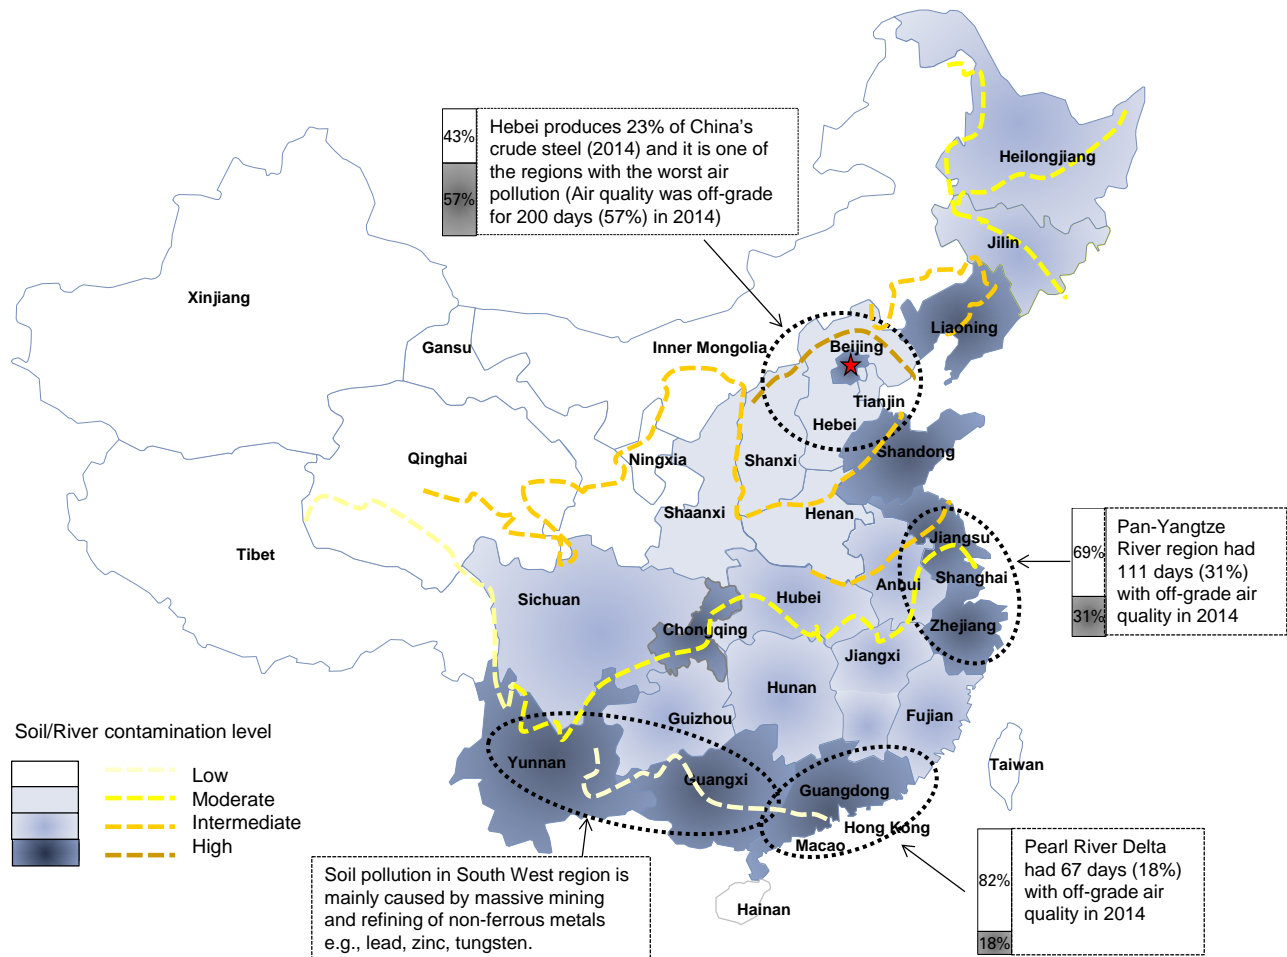 43%
57%
Hebei produces 23% of China's
crude steel (2014) and it is one of
the regions with the worst air
pollution (Air quality was off-grade
for 200 days (57%) in 2014)
Heilongjiang
Jilin
Xinjiang
Liaoning
Gansu
Inner Mongolia
Beijing
Tianjin
Hebei
Qinghai
Ningxia
Shanxi
Shandong
Shaanxi
Henan
Tibet
Jiangsu
69%
31%
Pan-Yangtze
River region had
111 days (31%)
with off-grade air
quality in 2014
Sichuan
Hubei
Anhui
Shanghai
Chongqing
Zhejiang
Jiangxi
Hunan
Guizhou
Fujian
Soil/River contamination level
Low
Moderate
Intermediate
High
Yunnan
Guangxi
Guangdong
Taiwan
Hong Kong
Macao
Hainan
Soil pollution in South West region is
mainly caused by massive mining
and refining of non-ferrous metals
e.g., lead, zinc, tungsten.
82%
18%
Pearl River Delta
had 67 days (18%)
with off-grade air
quality in 2014